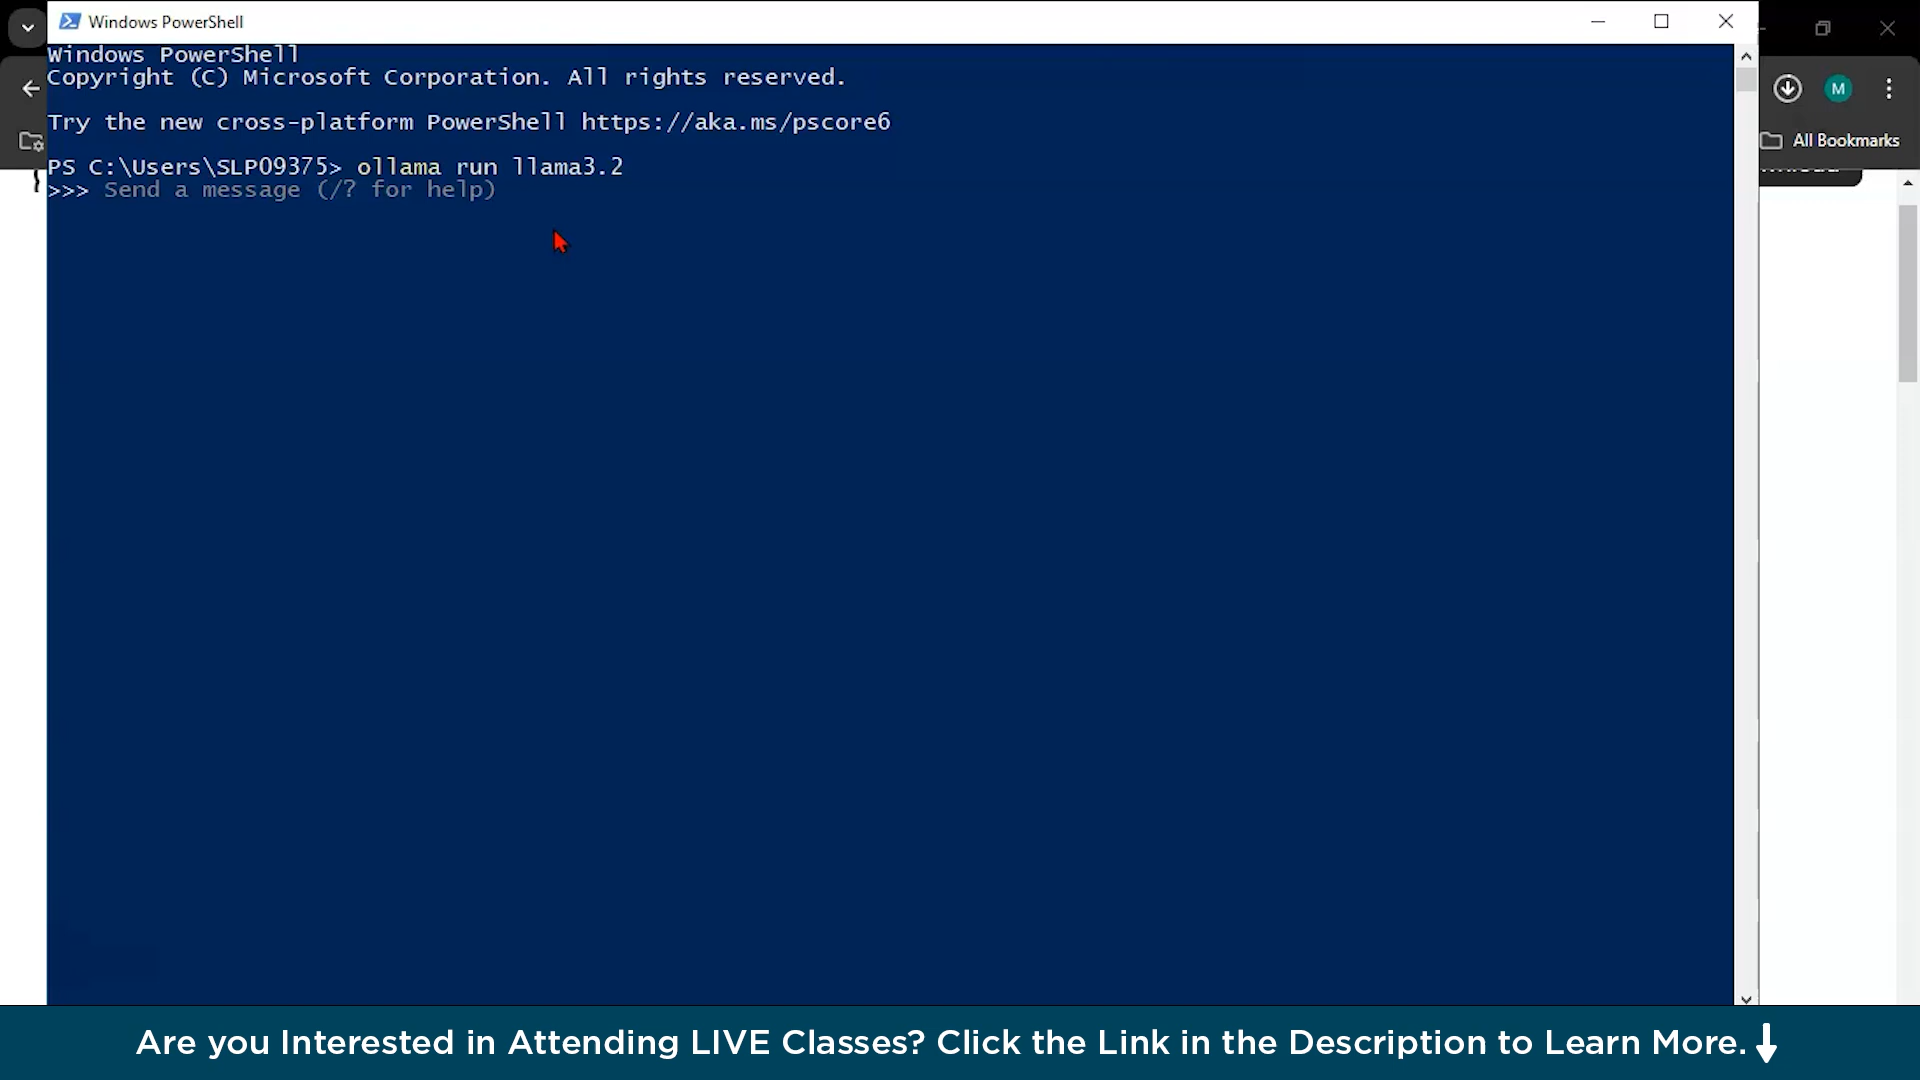 Windows PowerShell
Windows PowerShell
Copyright (C) Microsoft Corporation. All rights reserved.
Try the new cross-platform PowerShell https://aka.ms/pscore6
PS C:\Users\SLP09375> ollama run llama3.2
>>> Send a message (/? for help)
M
All Bookmarks
Are you Interested in Attending LIVE Classes? Click the Link in the Description to Learn More.